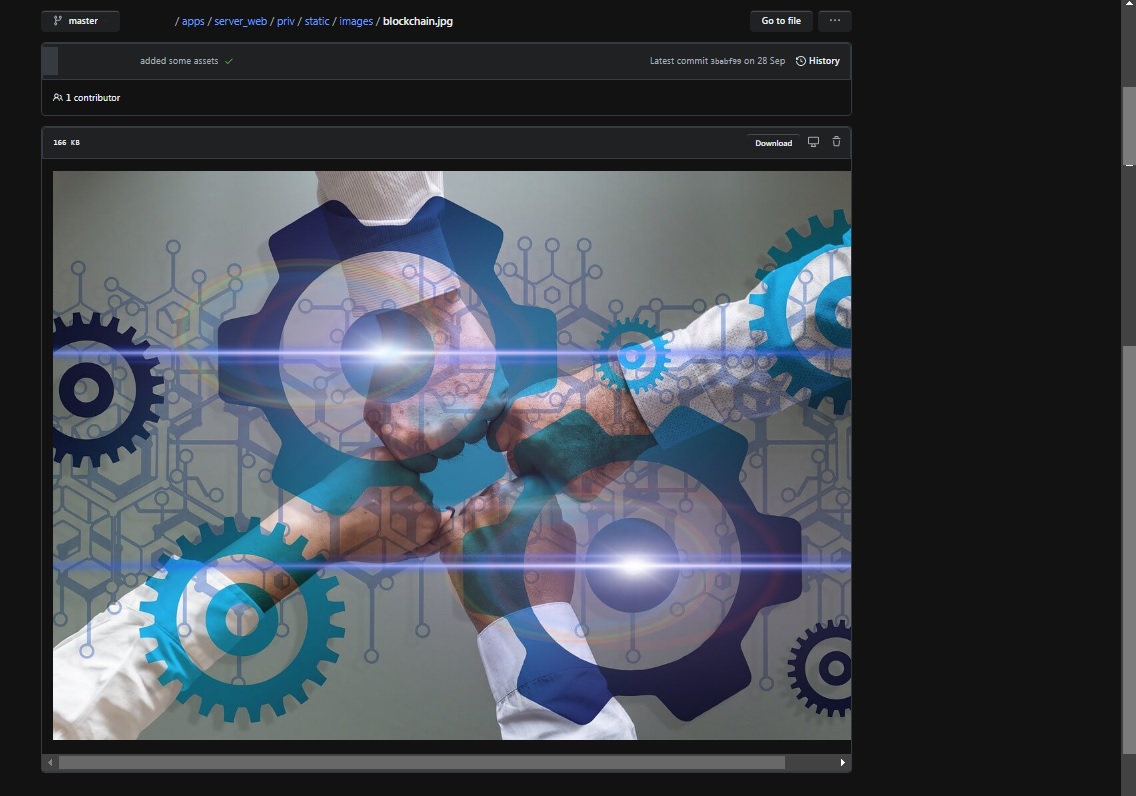 master / apps / server_web / priv / static / images / blockchain.jpg Go to file ...
added some assets Latest commit 3babf99 on 28 Sep History
1 contributor
166 KB Download